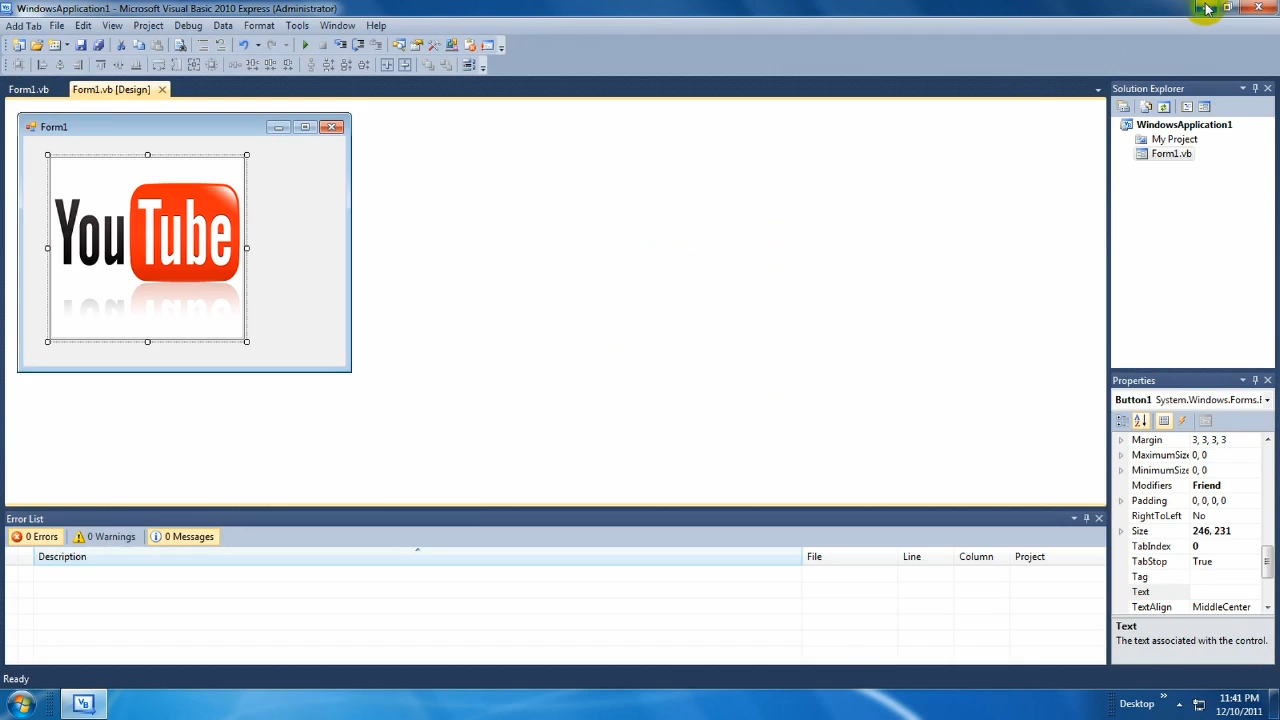 WindowsApplication1 - Microsoft Visual Basic 2010 Express (Administrator)
Add Tab File Edit View Project Debug Data Format Tools Window Help
Form1.vb Form1.vb [Design]
Form1
You Tube
Solution Explorer
WindowsApplication1
My Project
Form1.vb
Properties
Button1 System.Windows.Forms.
Margin 3, 3, 3, 3
MaximumSize 0, 0
MinimumSize 0, 0
Modifiers Friend
Padding 0, 0, 0, 0
RightToLeft No
Size 246, 231
TabIndex 0
TabStop True
Tag
Text
TextAlign MiddleCenter
Text
The text associated with the control.
Error List
0 Errors 0 Warnings 0 Messages
Description File Line Column Project
Ready
Desktop
11:41 PM
12/10/2011